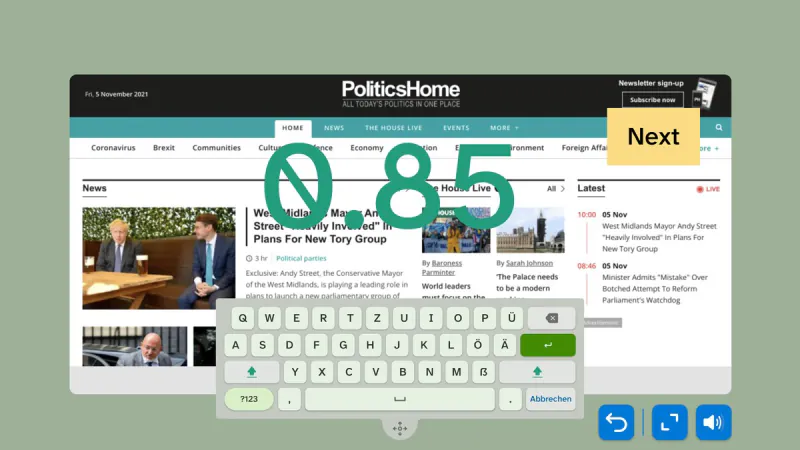 Fri, 5 November 2021
PoliticsHome
ALL TODAY'S POLITICS IN ONE PLACE
Newsletter sign-up
Subscribe now
HOME NEWS THE HOUSE LIVE EVENTS MORE
Next
Coronavirus Brexit Communities Economy Foreign
0.85
News
The House Live
All
Latest
LIVE
West Midlands Mayor
Street "Heavily Involved" In
Plans For New Tory Group
3 hr Political parties
Exclusive: Andy Street, the Conservative Mayor
of the West Midlands, is playing a leading role in
plans to launch a new parliamentary group of
HOUSE
By Baroness
Parminter
World leaders
must focus on the
By Sarah Johnson
'The Palace needs
to be a modern
10:00 05 Nov
West Midlands Mayor Andy Street
"Heavily Involved" In Plans For
New Tory Group
08:46 05 Nov
Minister Admits "Mistake" Over
Botched Attempt To Reform
Parliament's Watchdog
Q W E R T Z U I O P Ü
A S D F G H J K L Ö Ä
Y X C V B N M ß
?123 , . Abbrechen